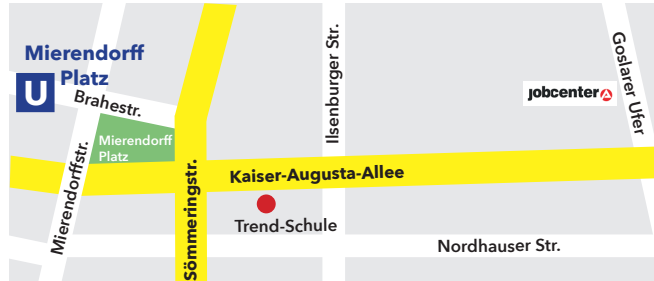 Mierendorff
Platz
U
Brahestr.
Mierendorff
Platz
Mierendorffstr.
Sömmeringstr.
Ilsenburger Str.
Goslarer Ufer
jobcenter
Kaiser-Augusta-Allee
Trend-Schule
Nordhauser Str.